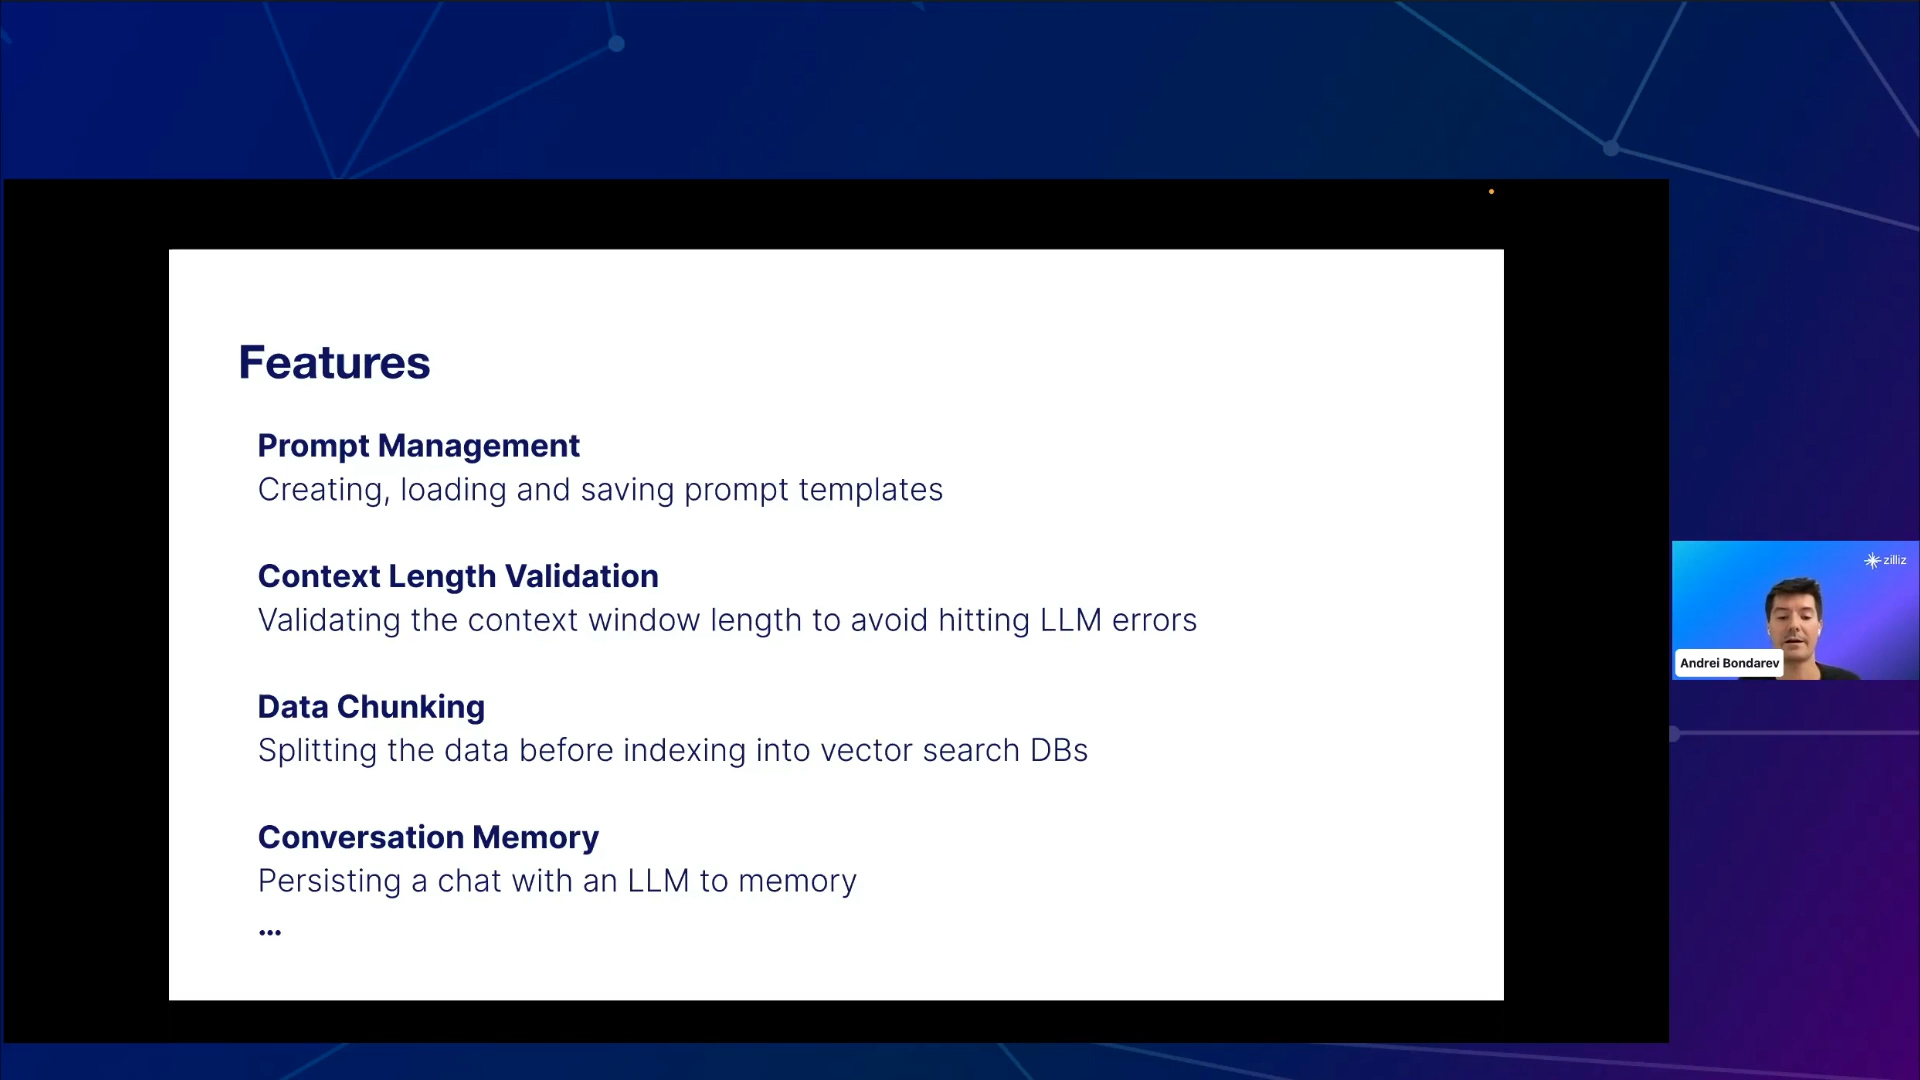 Features
Prompt Management
Creating, loading and saving prompt templates
Context Length Validation
Validating the context window length to avoid hitting LLM errors
Data Chunking
Splitting the data before indexing into vector search DBs
Conversation Memory
Persisting a chat with an LLM to memory
...
zilliz
Andrei Bondarev